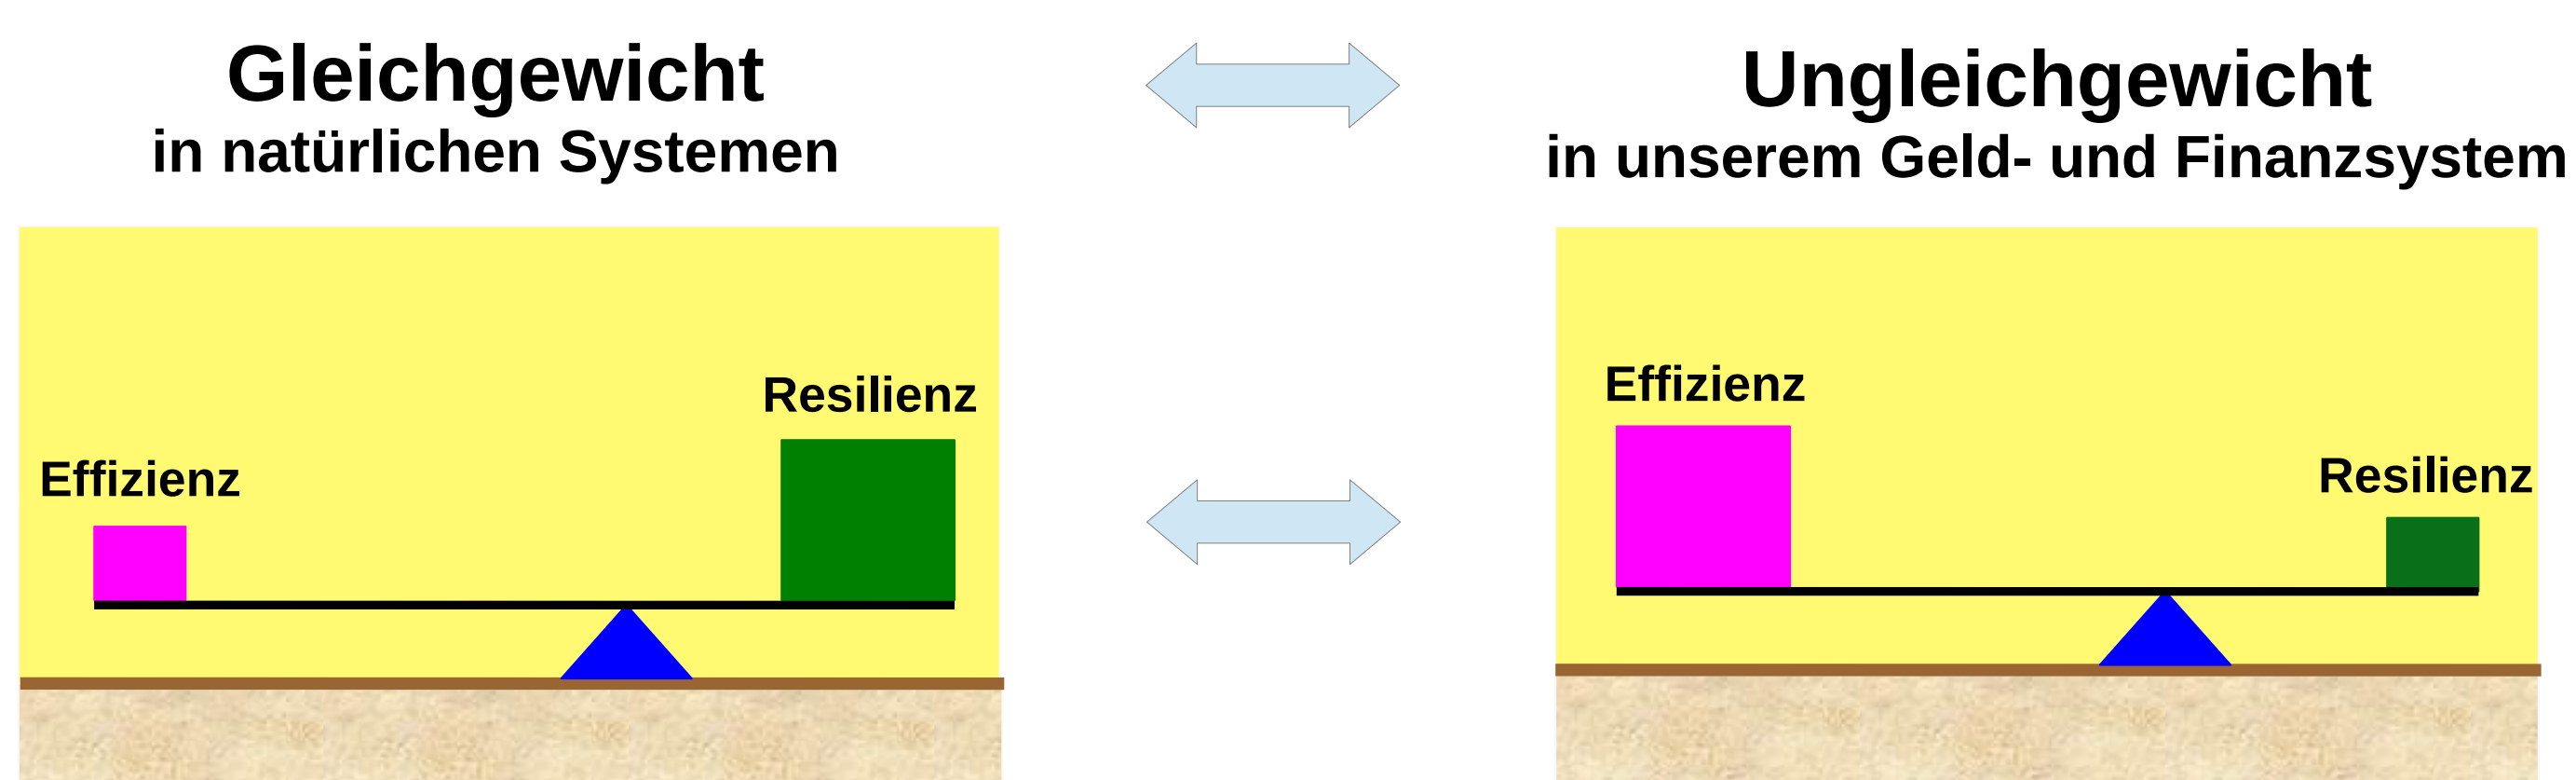 Gleichgewicht
in natürlichen Systemen
Ungleichgewicht
in unserem Geld- und Finanzsystem
Resilienz
Effizienz
Effizienz
Resilienz